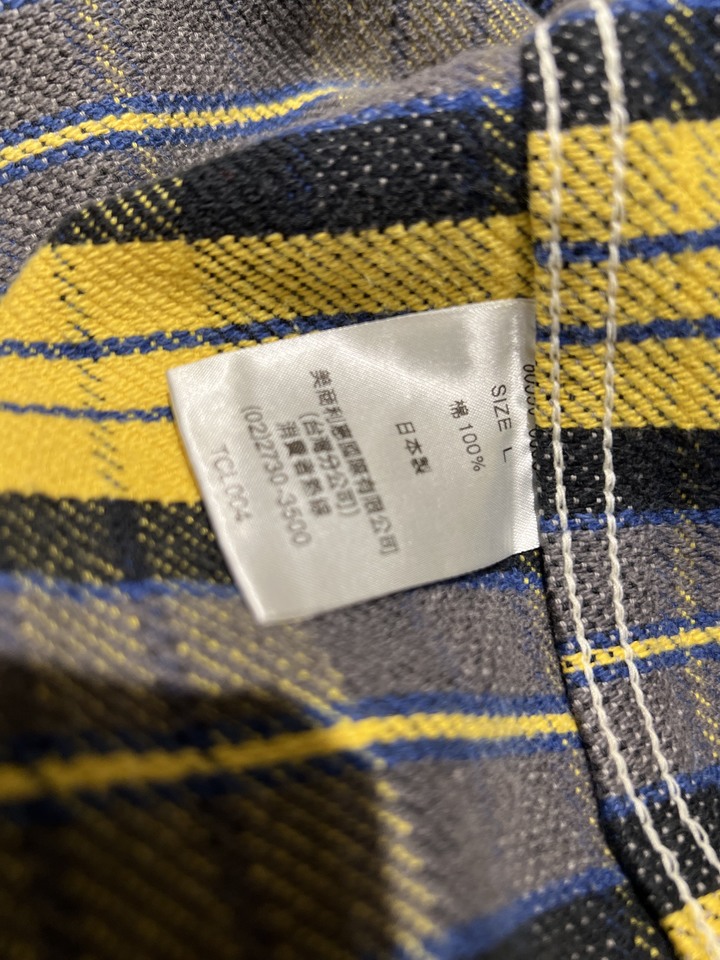 SIZE L
棉 100%
日本製
美商利惠國際有限公司
(台灣分公司)
消費者熱線
(02)2730-3500
TCL004